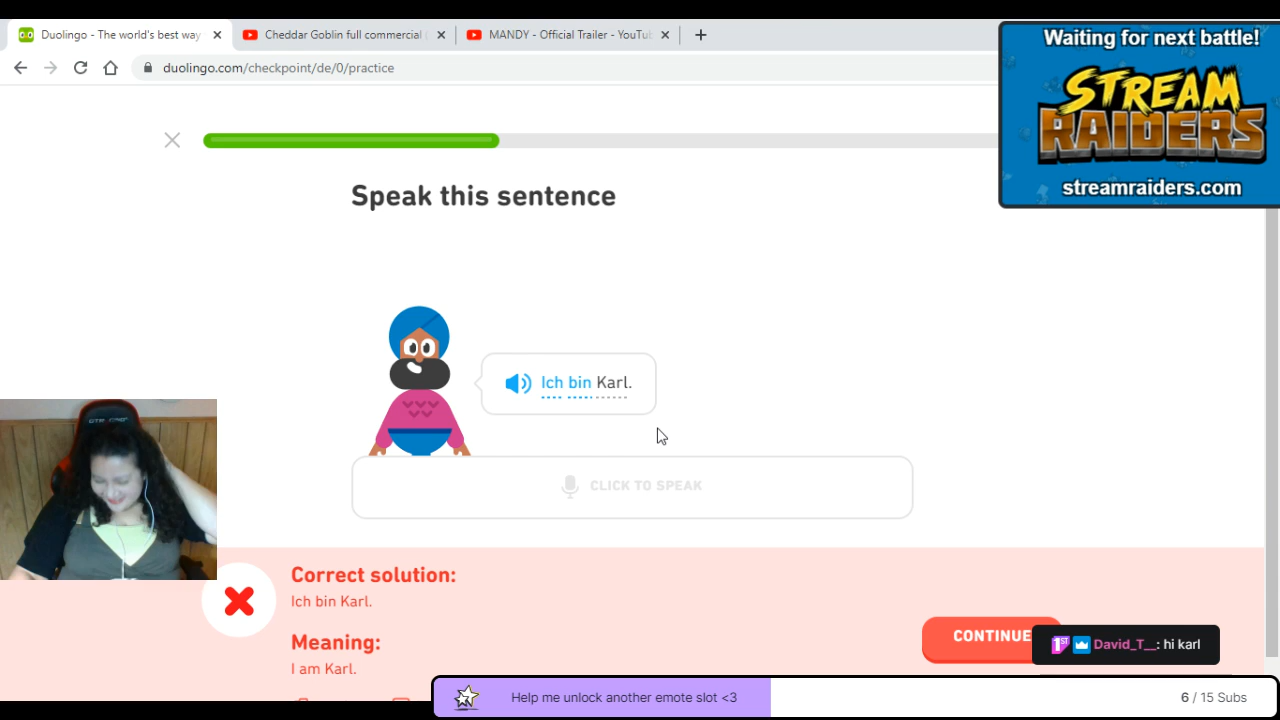 Duolingo - The world's best way
Cheddar Goblin full commercial (
MANDY - Official Trailer - YouTu
duolingo.com/checkpoint/de/0/practice
Waiting for next battle!
STREAM
RAIDERS
streamraiders.com
Speak this sentence
Ich bin Karl.
CLICK TO SPEAK
Correct solution:
Ich bin Karl.
Meaning:
I am Karl.
CONTINUE
1ST David_T__: hi karl
Help me unlock another emote slot <3
6 / 15 Subs